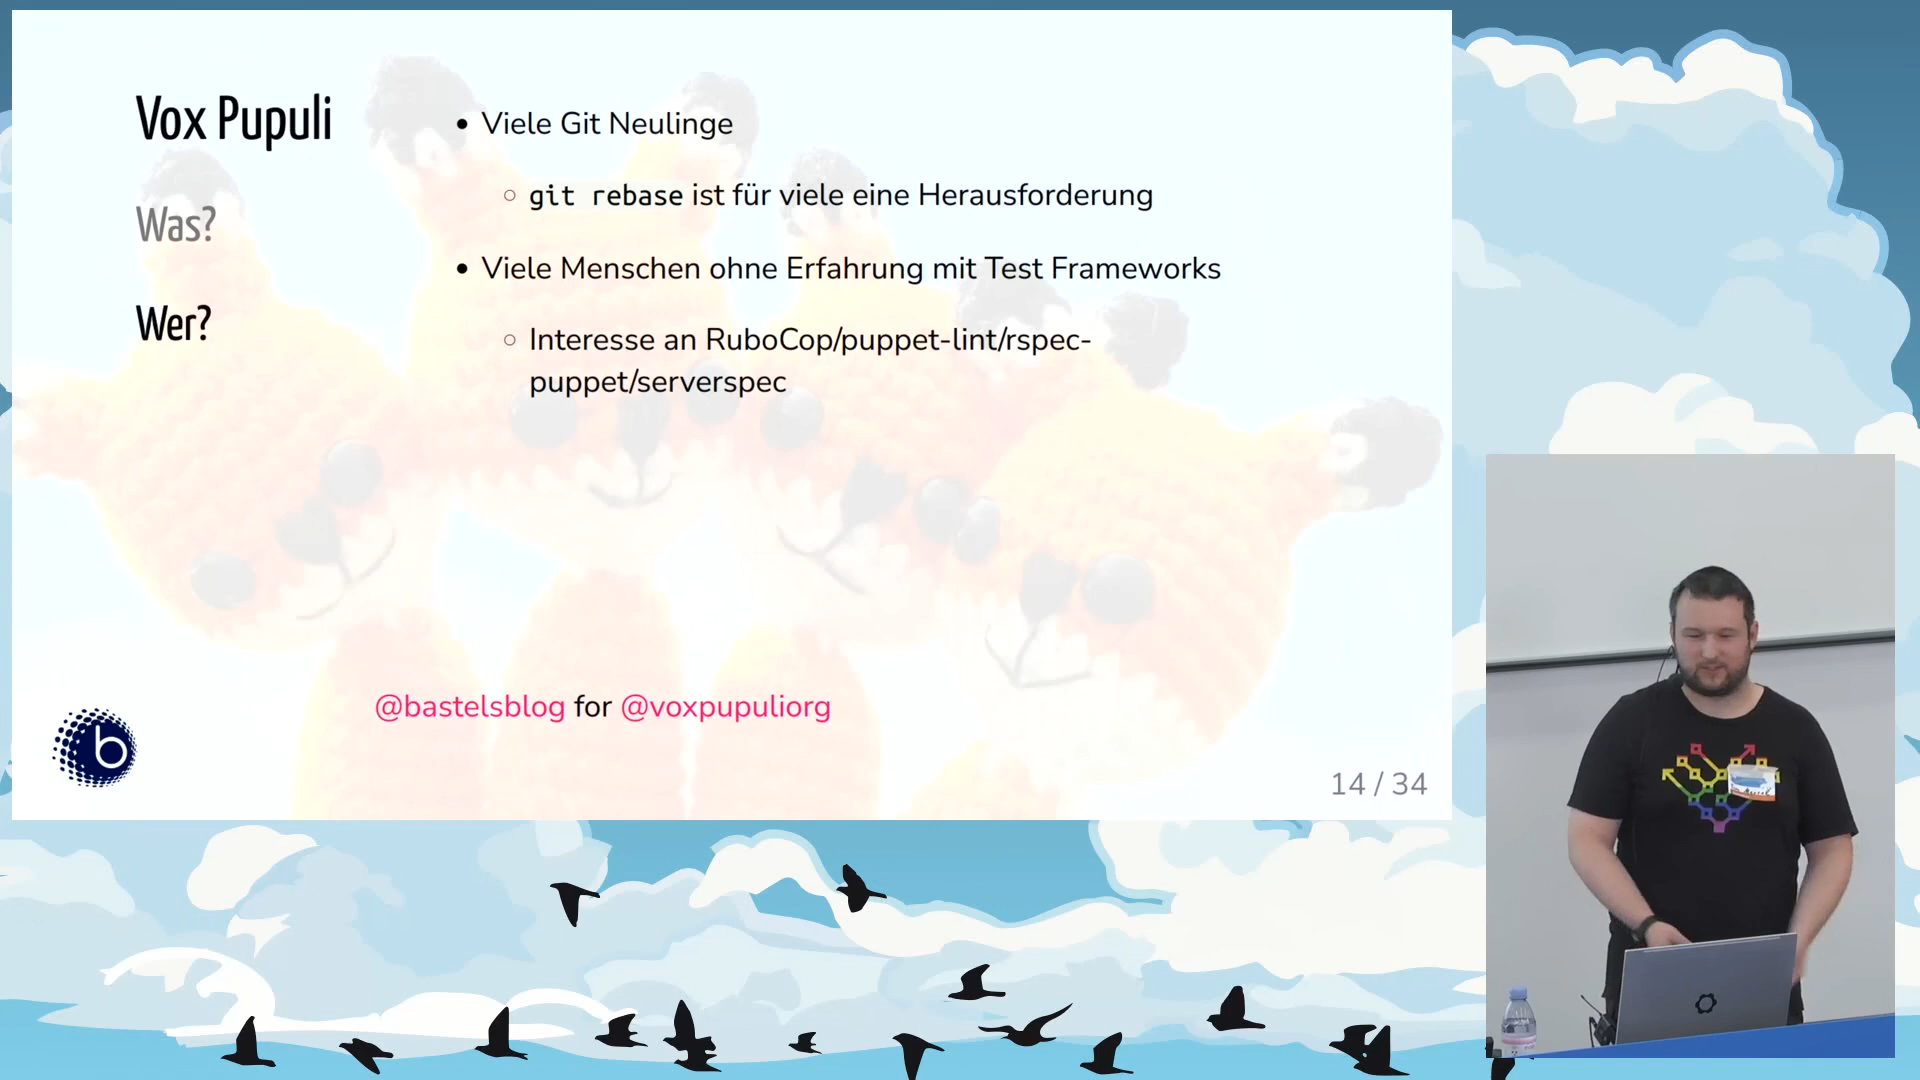 Vox Pupuli
Was?
Wer?
• Viele Git Neulinge
○ git rebase ist für viele eine Herausforderung
• Viele Menschen ohne Erfahrung mit Test Frameworks
○ Interesse an RuboCop/puppet-lint/rspec-
puppet/serverspec
@bastelsblog for @voxpupuliorg
b
14 / 34